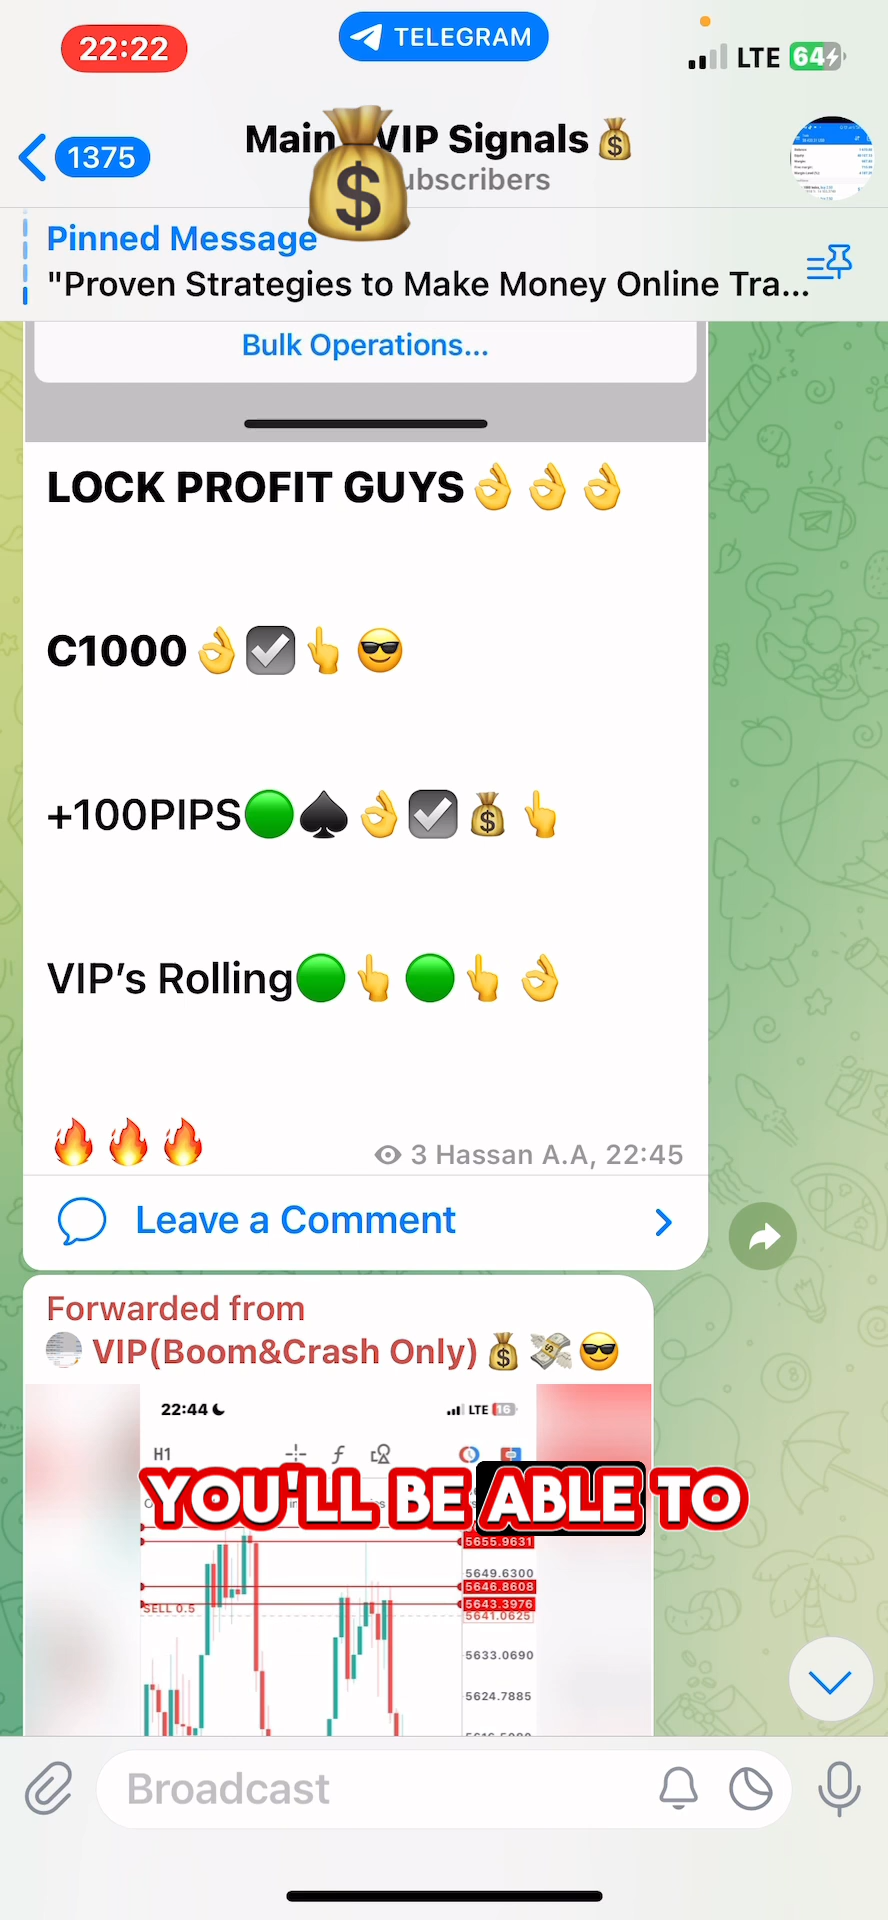 22:22
TELEGRAM
LTE 64
1375
Main VIP Signals💰
ubscribers
Pinned Message
"Proven Strategies to Make Money Online Tra...
Bulk Operations...
LOCK PROFIT GUYS👌👌👌
C1000👌☑️👆😎
+100PIPS🟢♠️👌☑️💰👆
VIP’s Rolling🟢👆🟢👆👌
🔥🔥🔥
3 Hassan A.A, 22:45
Leave a Comment
Forwarded from
VIP(Boom&Crash Only)💰💸😎
22:44
LTE 16
H1
YOU'LL BE ABLE TO
5655.9631
5649.6300
5646.8608
5643.3976
SELL 0.5
5641.0625
5633.0690
5624.7885
Broadcast